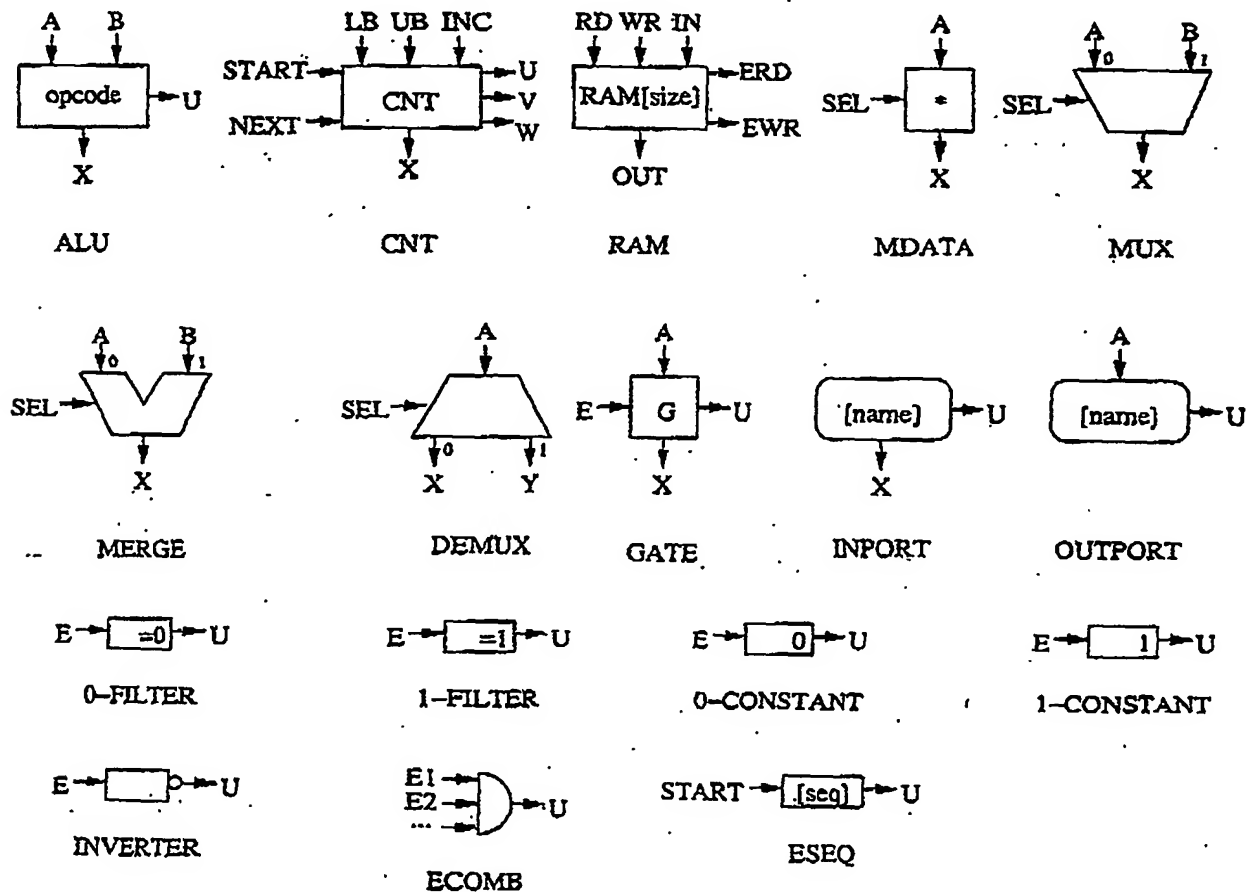 A B LB UB INC RD WR IN A A B
0 1
START U ERD
opcode U CNT V RAM[size] SEL * SEL
NEXT W EWR
X X OUT X X
ALU CNT RAM MDATA MUX
A B A A A
0 1
SEL SEL E G U [name] U [name] U
0 1
X X Y X X
MERGE DEMUX GATE INPORT OUTPORT
E =0 U E =1 U E 0 U E 1 U
0-FILTER 1-FILTER 0-CONSTANT 1-CONSTANT
E U E1 E2 ... U START [seq] U
INVERTER ECOMB ESEQ